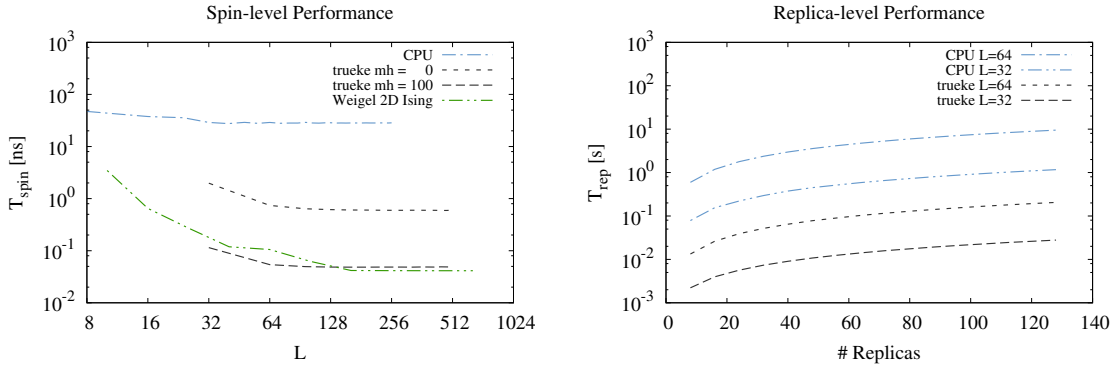 Spin-level Performance
10^3
10^2
10^1
10^0
10^-1
10^-2
T_spin [ns]
CPU
trueke mh = 0
trueke mh = 100
Weigel 2D Ising
8 16 32 64 128 256 512 1024
L
Replica-level Performance
10^3
10^2
10^1
10^0
10^-1
10^-2
10^-3
T_rep [s]
CPU L=64
CPU L=32
trueke L=64
trueke L=32
0 20 40 60 80 100 120 140
# Replicas